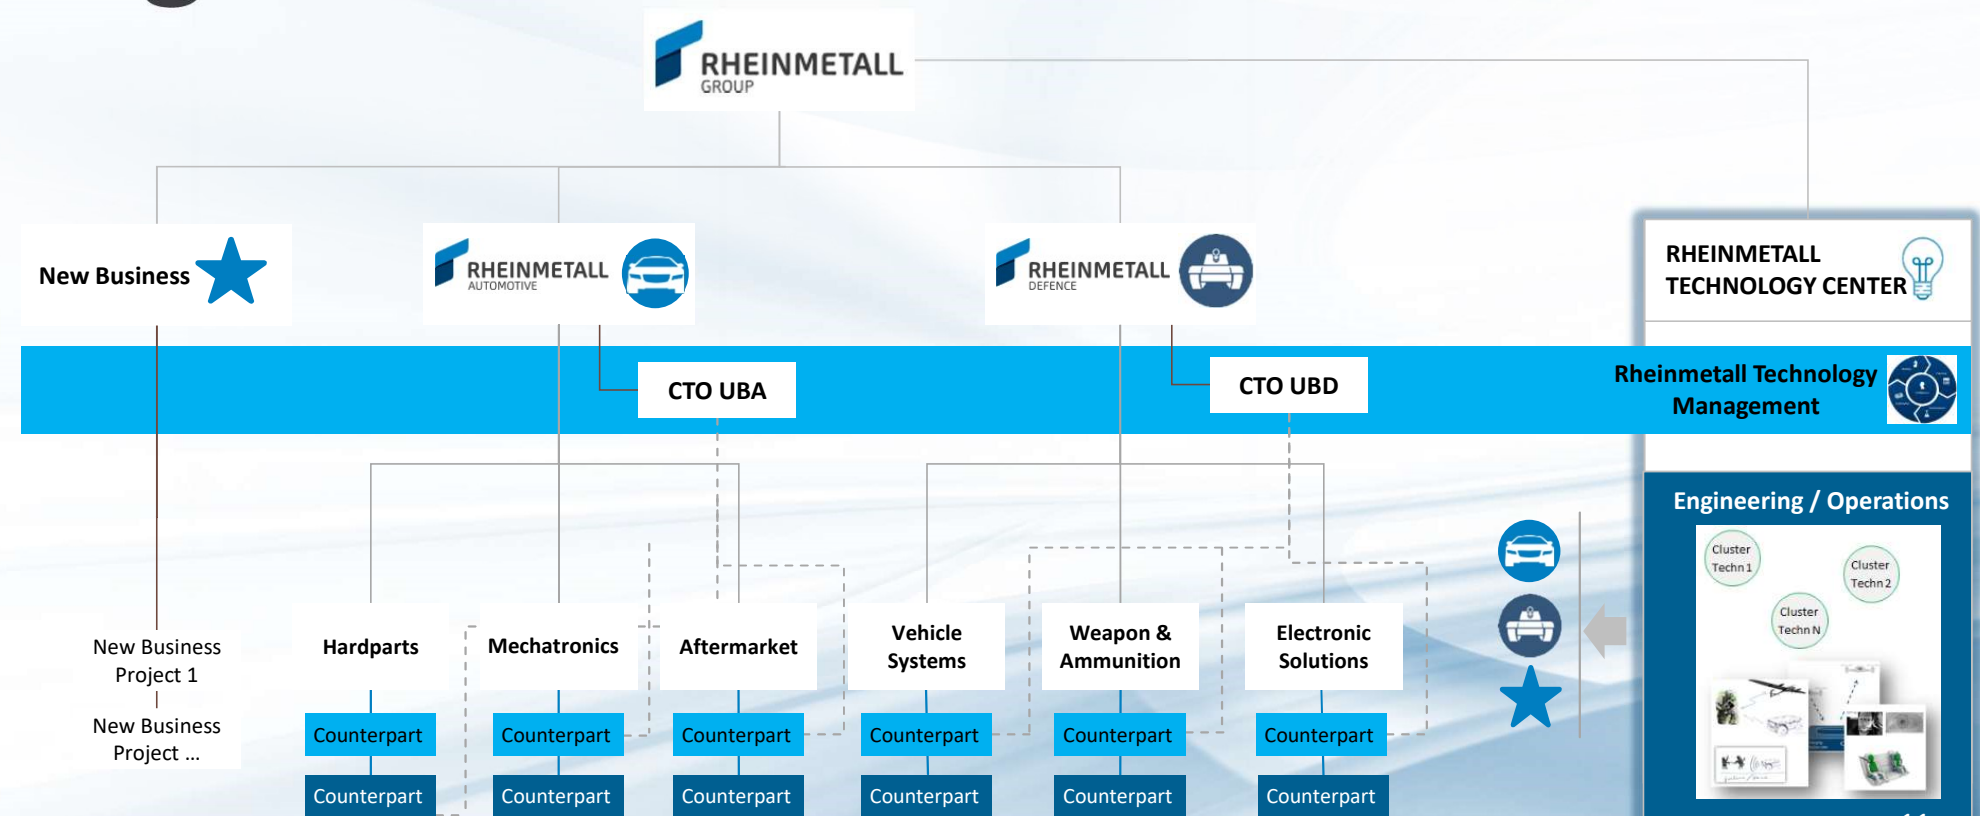 RHEINMETALL
GROUP
New Business
RHEINMETALL
AUTOMOTIVE
RHEINMETALL
DEFENCE
RHEINMETALL
TECHNOLOGY CENTER
CTO UBA
CTO UBD
Rheinmetall Technology
Management
Engineering / Operations
Cluster
Techn 1
Cluster
Techn 2
Cluster
Techn N
New Business
Project 1
New Business
Project ...
Hardparts
Mechatronics
Aftermarket
Vehicle
Systems
Weapon &
Ammunition
Electronic
Solutions
Counterpart
Counterpart
Counterpart
Counterpart
Counterpart
Counterpart
Counterpart
Counterpart
Counterpart
Counterpart
Counterpart
Counterpart